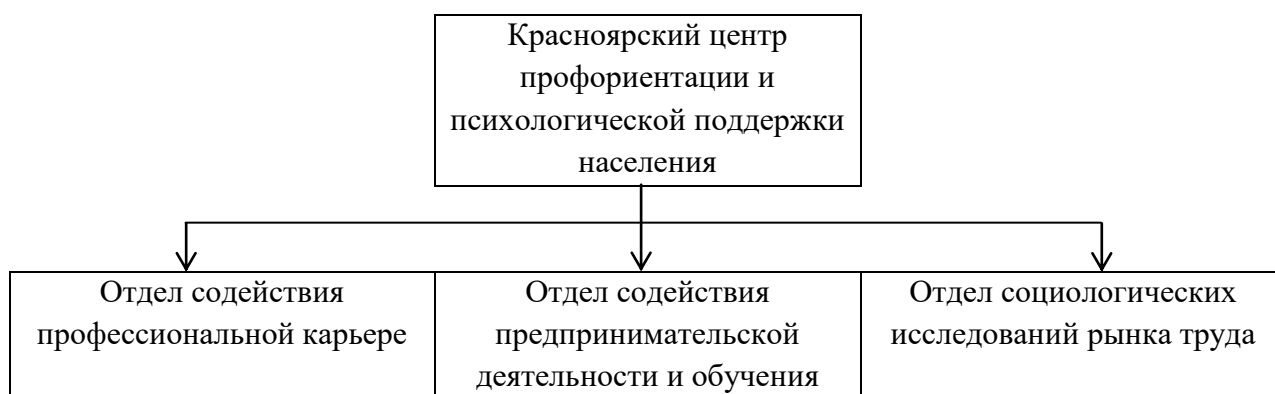 Красноярский центр
профориентации и
психологической поддержки
населения
Отдел содействия
профессиональной карьере
Отдел содействия
предпринимательской
деятельности и обучения
Отдел социологических
исследований рынка труда